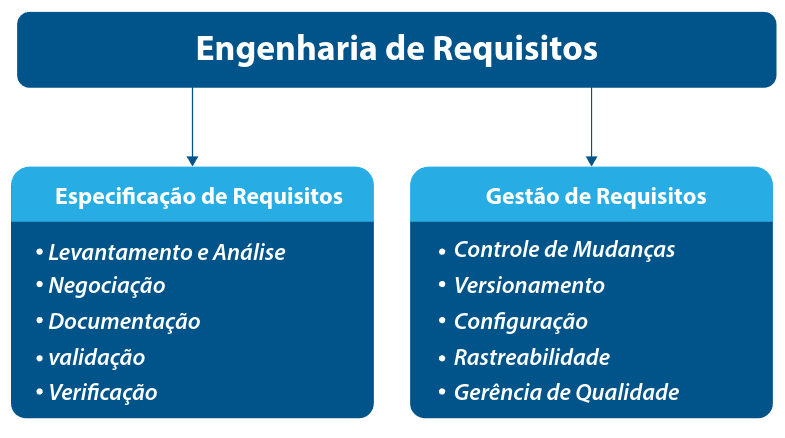 Engenharia de Requisitos
Especificação de Requisitos
• Levantamento e Análise
• Negociação
• Documentação
• validação
• Verificação
Gestão de Requisitos
• Controle de Mudanças
• Versionamento
• Configuração
• Rastreabilidade
• Gerência de Qualidade